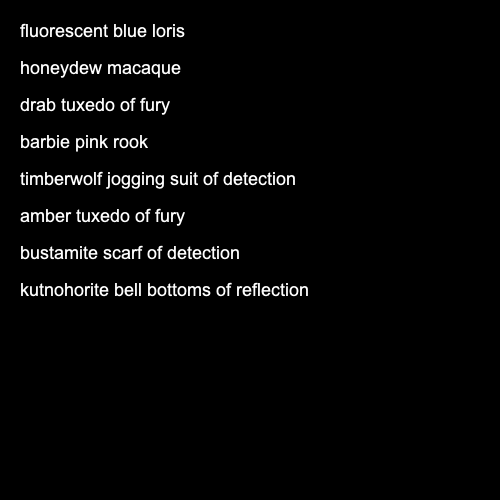 fluorescent blue loris
honeydew macaque
drab tuxedo of fury
barbie pink rook
timberwolf jogging suit of detection
amber tuxedo of fury
bustamite scarf of detection
kutnohorite bell bottoms of reflection